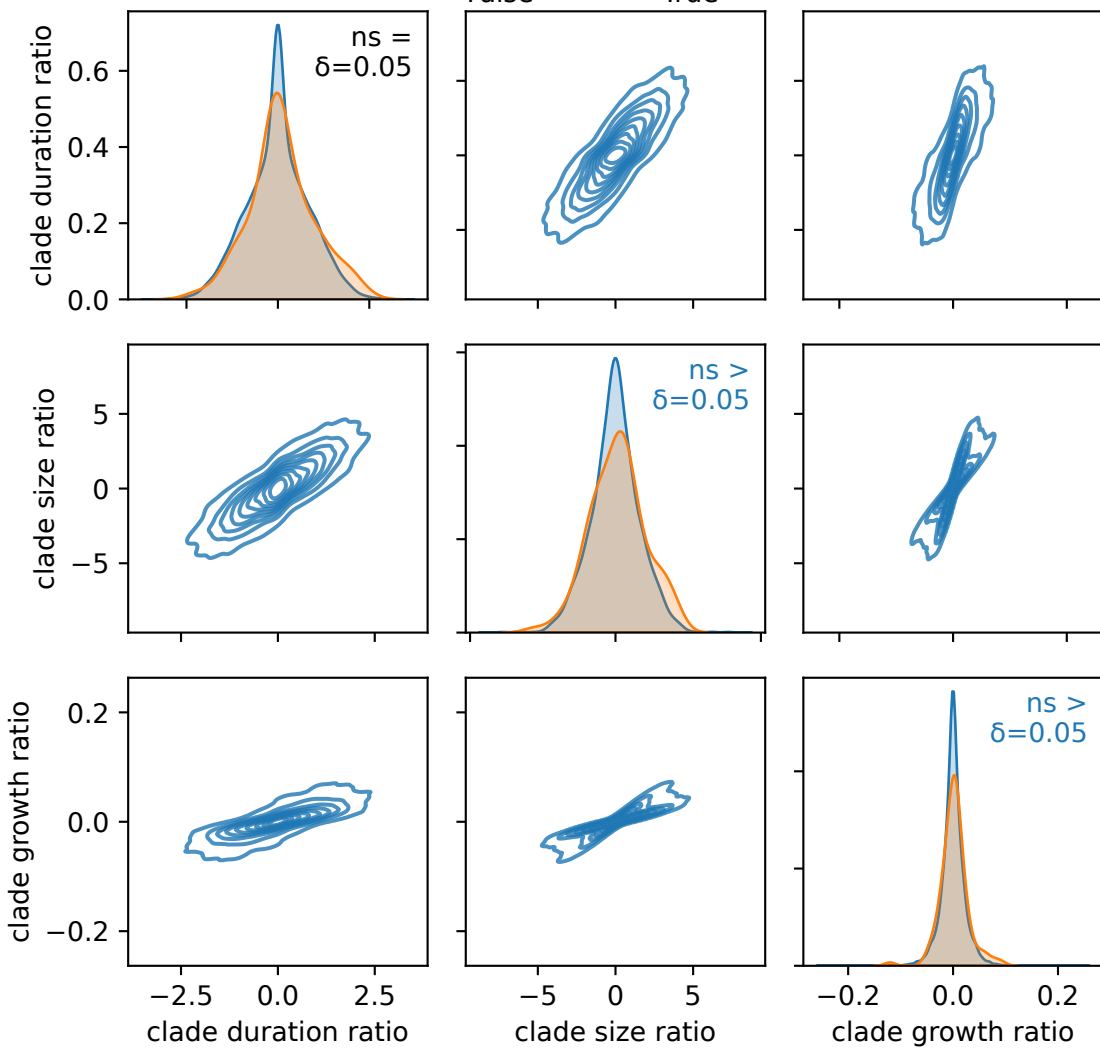 clade duration ratio
0.6
0.4
0.2
0.0
ns =
δ=0.05
clade size ratio
5
0
−5
ns >
δ=0.05
clade growth ratio
0.2
0.0
−0.2
ns >
δ=0.05
−2.5 0.0 2.5
−5 0 5
−0.2 0.0 0.2
clade duration ratio
clade size ratio
clade growth ratio